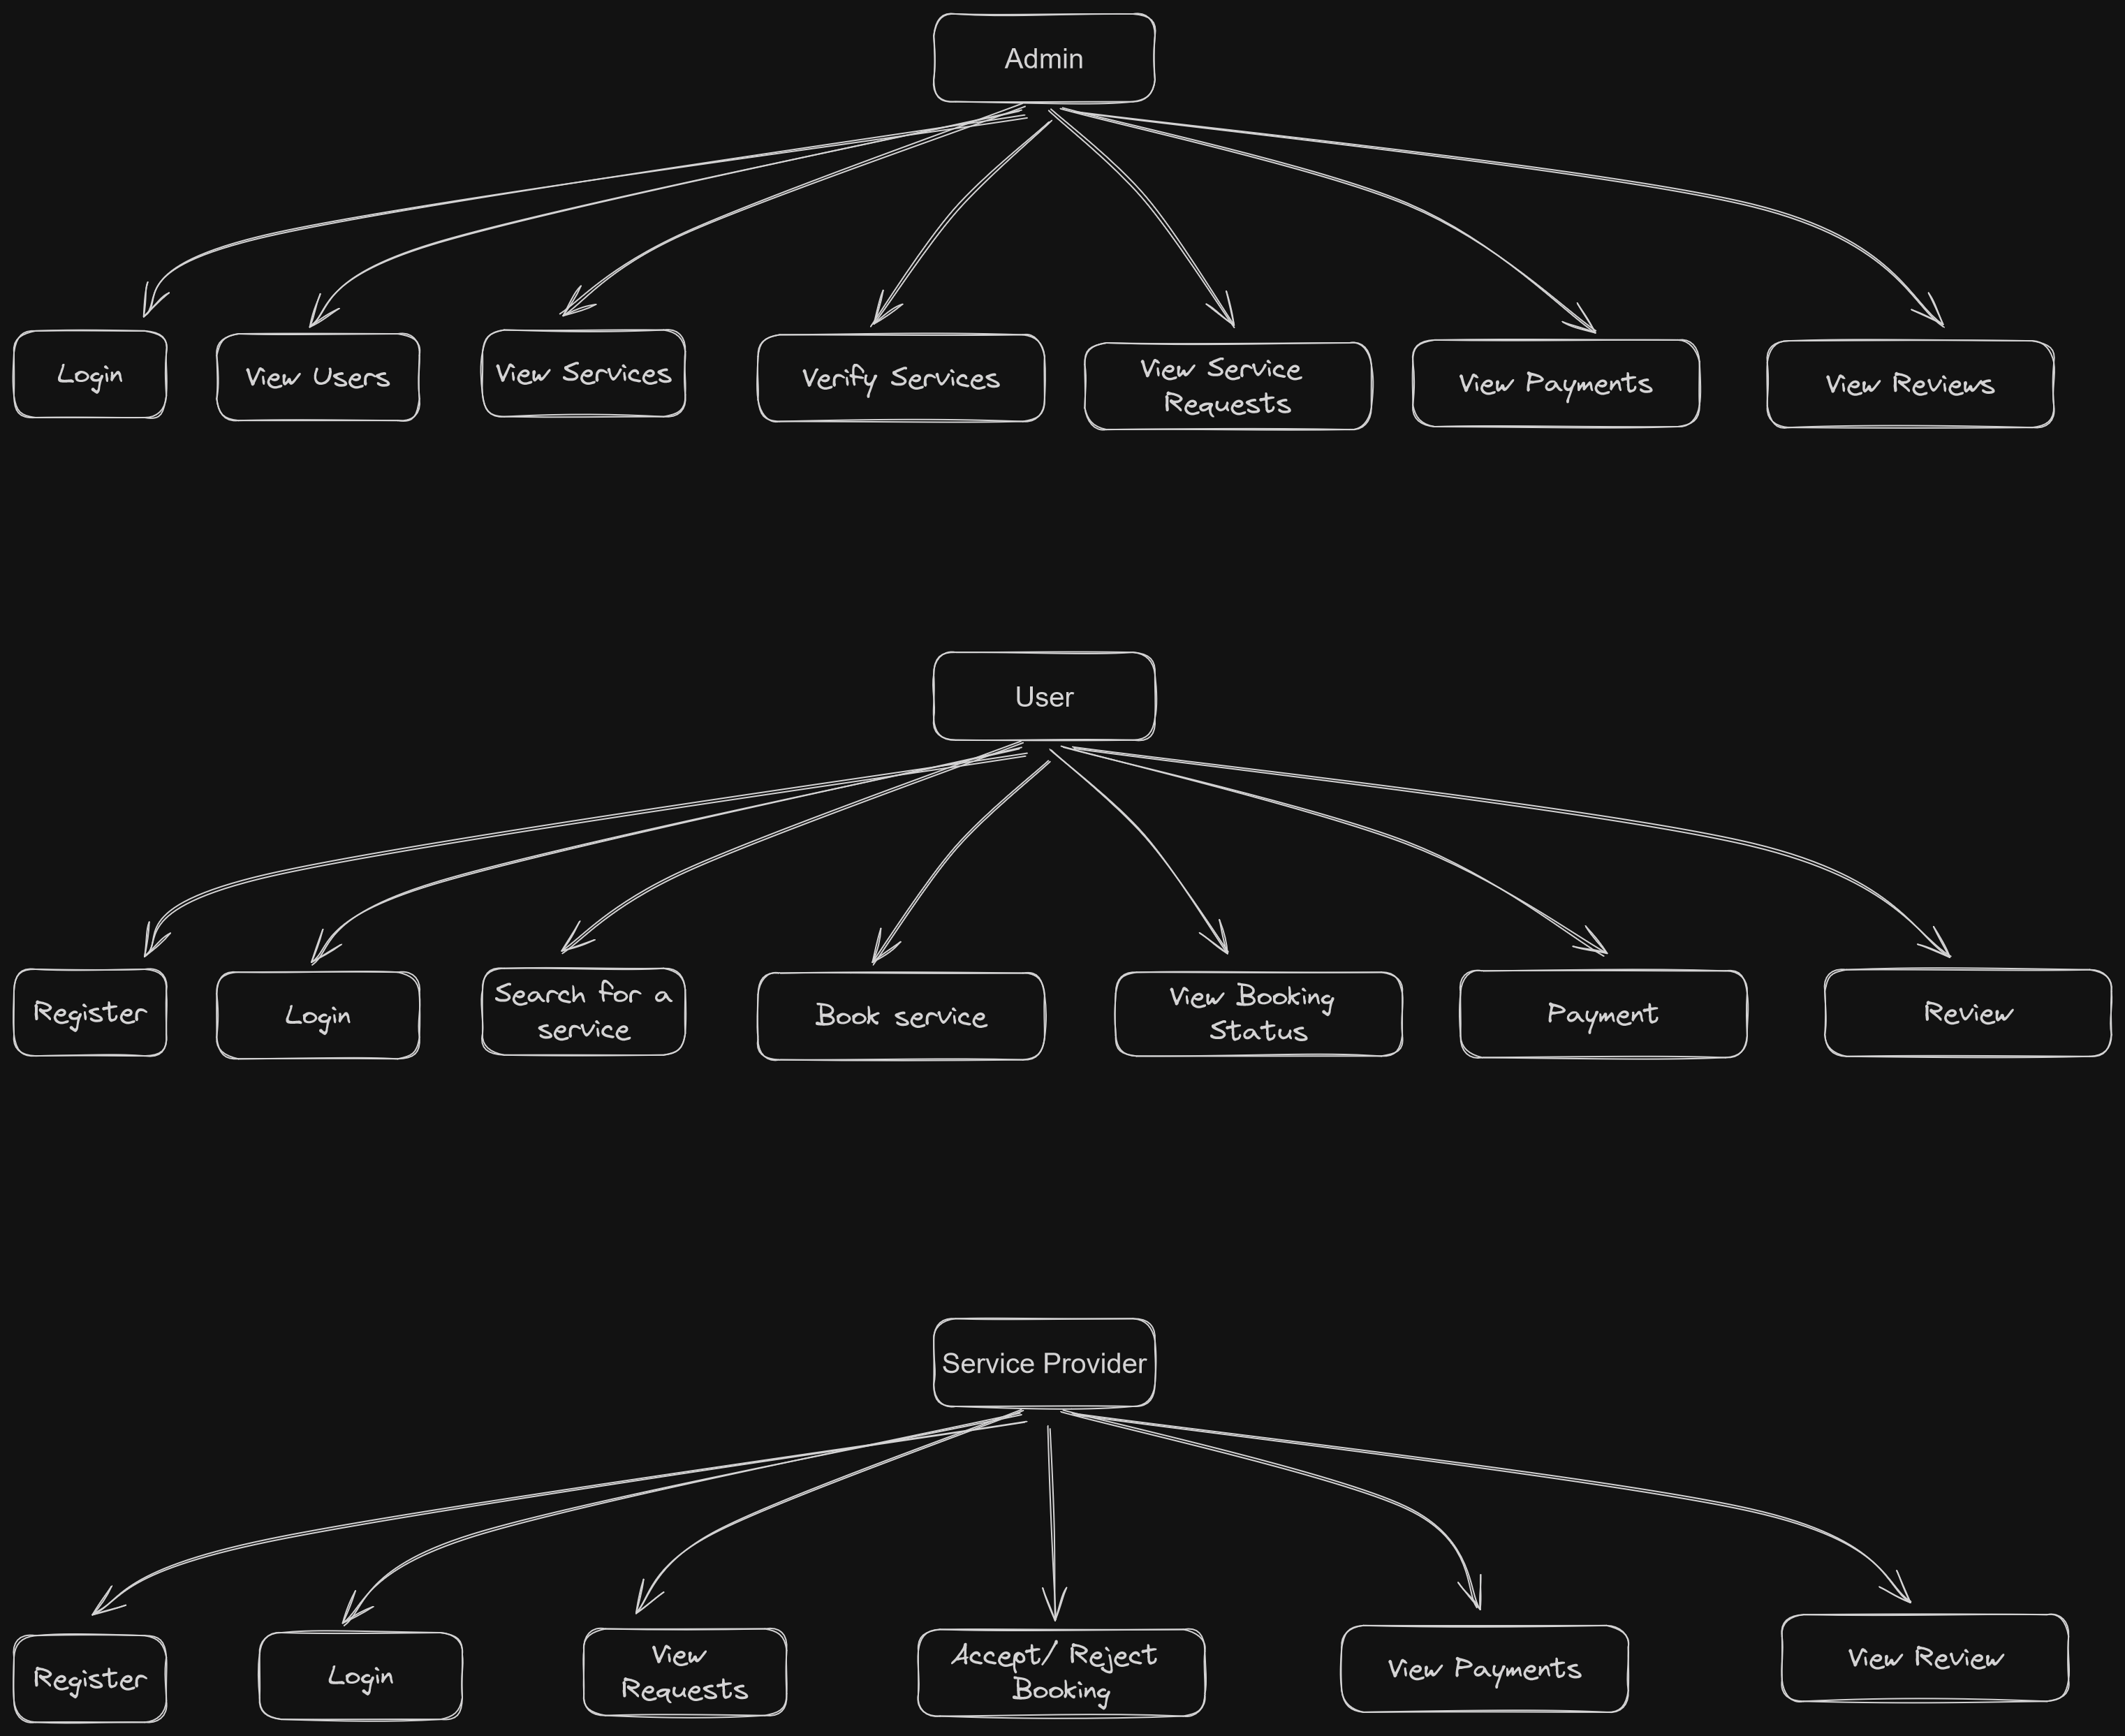 Admin
Login
View Users
View Services
Verify Services
View Service
Requests
View Payments
View Reviews
User
Register
Login
Search for a
service
Book service
View Booking
Status
Payment
Review
Service Provider
Register
Login
View
Requests
Accept/ Reject
Booking
View Payments
View Review